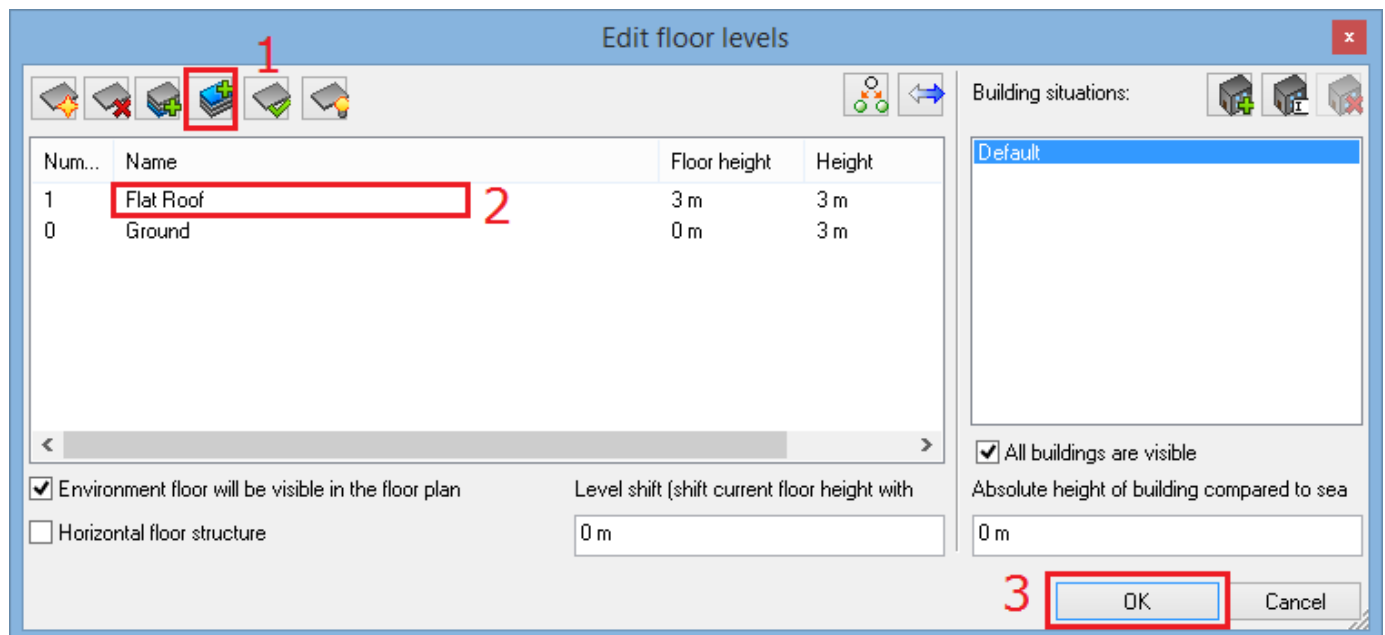 Edit floor levels
x
1
Building situations:
Num... Name Floor height Height
1 Flat Roof 3 m 3 m
2
0 Ground 0 m 3 m
Default
All buildings are visible
Environment floor will be visible in the floor plan
Level shift (shift current floor height with
Absolute height of building compared to sea
Horizontal floor structure
0 m
0 m
3
OK
Cancel